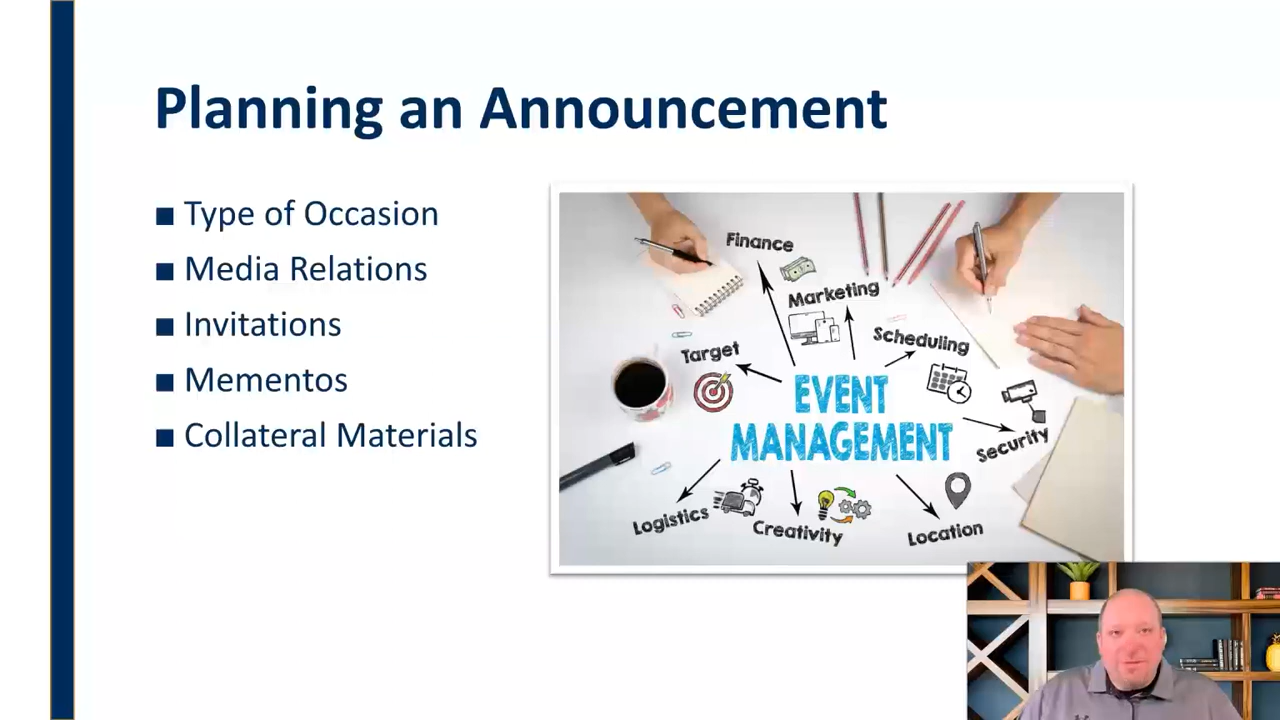 Planning an Announcement
Type of Occasion
Media Relations
Invitations
Mementos
Collateral Materials
Finance
Marketing
Scheduling
Target
EVENT
MANAGEMENT
Security
Logistics
Creativity
Location